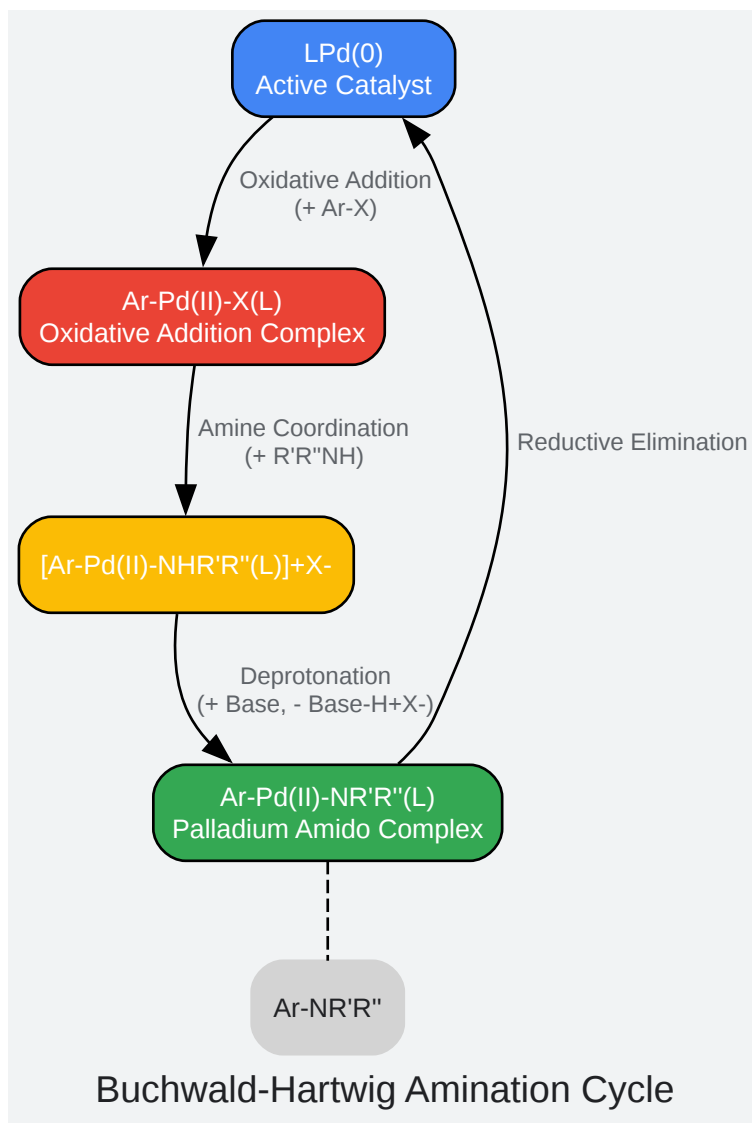 LPd(0)
Active Catalyst
Oxidative Addition
(+ Ar-X)
Ar-Pd(II)-X(L)
Oxidative Addition Complex
Amine Coordination
(+ R'R"NH)
Reductive Elimination
[Ar-Pd(II)-NHR'R"(L)]+X-
Deprotonation
(+ Base, - Base-H+X-)
Ar-Pd(II)-NR'R"(L)
Palladium Amido Complex
Ar-NR'R"
Buchwald-Hartwig Amination Cycle